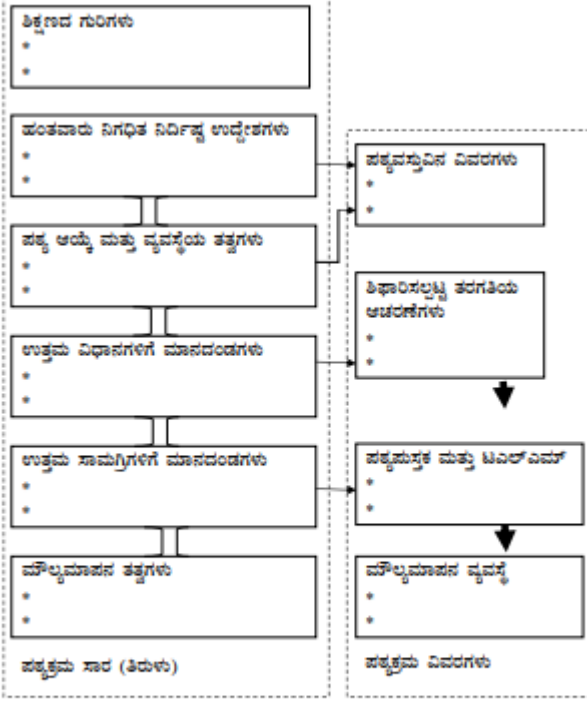 ಶಿಕ್ಷಣದ ಗುರಿಗಳು
*
*
ಹಂತವಾರು ನಿಗಧಿತ ನಿರ್ದಿಷ್ಟ ಉದ್ದೇಶಗಳು
*
*
ಪಠ್ಯ ಆಯ್ಕೆ ಮತ್ತು ವ್ಯವಸ್ಥೆಯ ತತ್ವಗಳು
*
*
ಉತ್ತಮ ವಿಧಾನಗಳಿಗೆ ಮಾನದಂಡಗಳು
*
*
ಉತ್ತಮ ಸಾಮಗ್ರಿಗಳಿಗೆ ಮಾನದಂಡಗಳು
*
*
ಮೌಲ್ಯಮಾಪನ ತತ್ವಗಳು
*
*
ಪಠ್ಯಕ್ರಮ ಸಾರ (ತಿರುಳು)
ಪಠ್ಯವಸ್ತುವಿನ ವಿವರಗಳು
*
*
ಶಿಫಾರಿಸಲ್ಪಟ್ಟ ತರಗತಿಯ
ಆಚರಣೆಗಳು
*
*
ಪಠ್ಯಪುಸ್ತಕ ಮತ್ತು ಟಿಎಲ್‌ಎಮ್
*
*
ಮೌಲ್ಯಮಾಪನ ವ್ಯವಸ್ಥೆ
*
*
ಪಠ್ಯಕ್ರಮ ವಿವರಗಳು